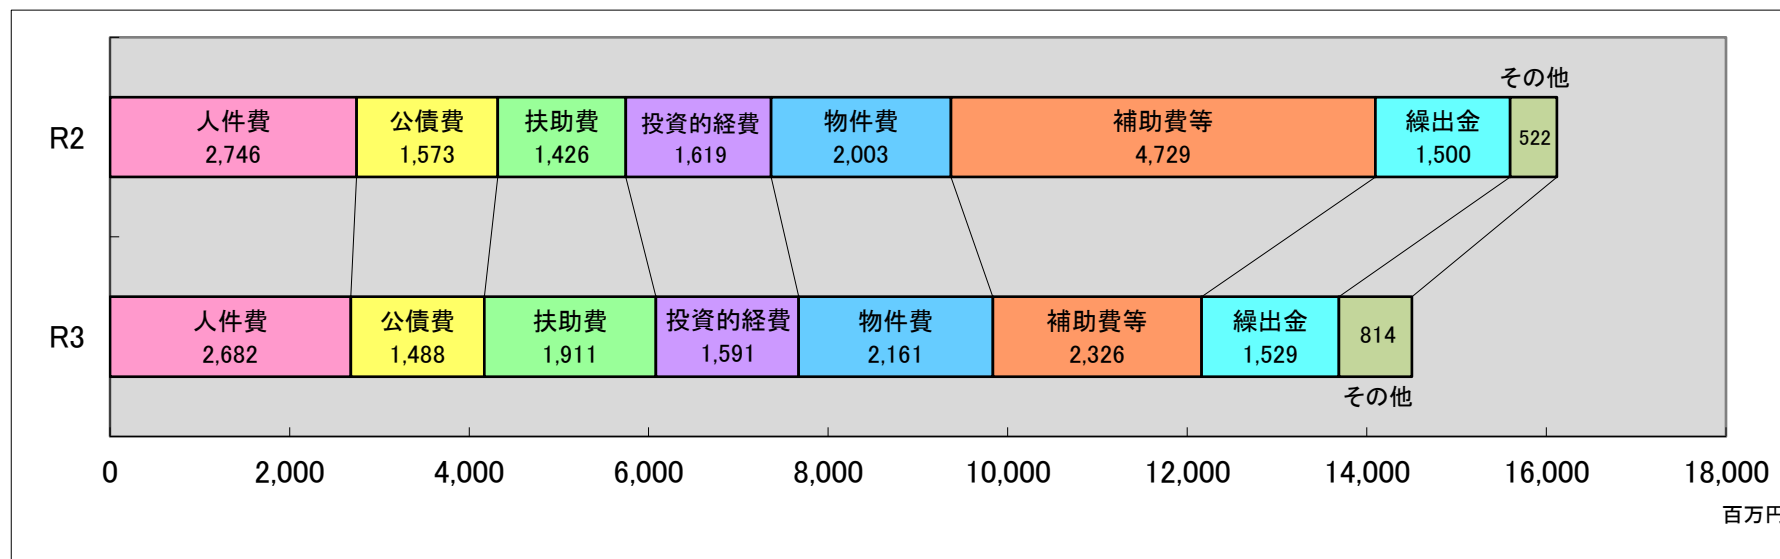 その他
R2
人件費 公債費 扶助費 投資的経費 物件費 補助費等 繰出金
2,746 1,573 1,426 1,619 2,003 4,729 1,500 522
R3
人件費 公債費 扶助費 投資的経費 物件費 補助費等 繰出金
2,682 1,488 1,911 1,591 2,161 2,326 1,529 814
その他
0 2,000 4,000 6,000 8,000 10,000 12,000 14,000 16,000 18,000
百万円